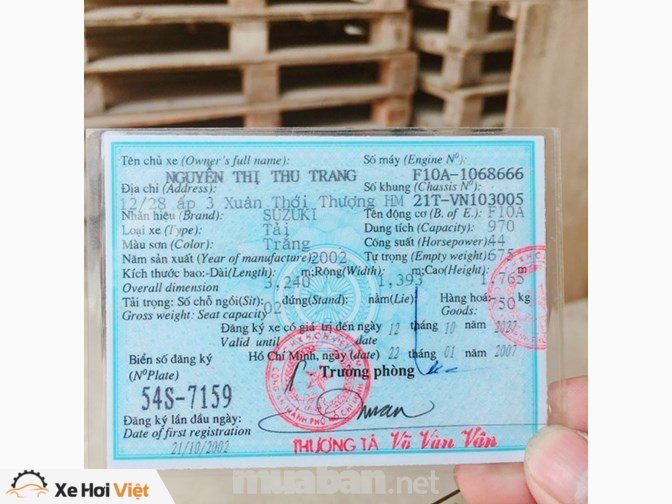 Tên chủ xe (Owner's full name): Số máy (Engine Nº):
NGUYỄN THỊ THU TRANG F10A-1068666
Địa chỉ (Address): Số khung (Chassis Nº)
12/28 ấp 3 Xuân Thới Thượng HM 21T-VN103005
Nhãn hiệu (Brand): SUZUKI Tên động cơ (B. of E.): F10A
Loại xe (Type): Tải Dung tích (Capacity): 970
Màu sơn (Color): Trắng Công suất (Horsepower) 44
Năm sản xuất (Year of manufacture) 2002 Tự trọng (Empty weight) 675
Kích thước bao:-Dài(Length): m;Rộng(Width): m;Cao(Height): m
Overall dimension 3,240 1,393 1,765
Tải trọng: Số chỗ ngồi(Sir): 02 đứng(Stand): nằm(Lie): Hàng hoá: 750 kg
Gross weight: Seat capacity Goods:
Đăng ký xe có giá trị đến ngày 12 tháng 10 năm 2027
Valid until date
Hồ Chí Minh, ngày (date) 22 tháng 01 năm 2007
Biển số đăng ký Trưởng phòng
(NºPlate)
54S-7159
Đăng ký lần đầu ngày:
Date of first registration
21/10/2002
THƯỢNG TÁ Võ Văn Vân
Xe Hơi Việt
muaban.net